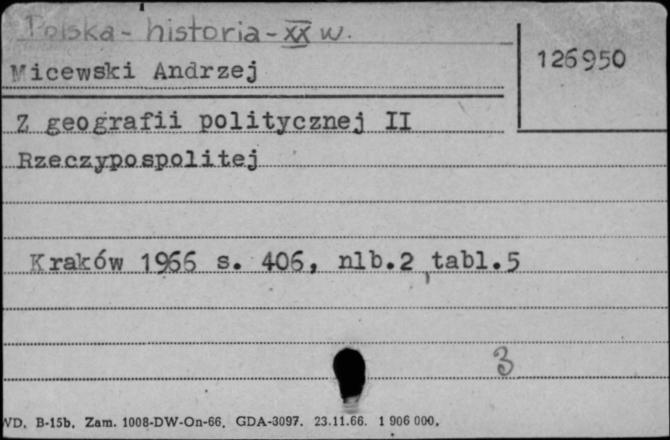 Polska - historia - XX w.
126950
Micewski Andrzej
Z geografii politycznej II
Rzeczypospolitej
Kraków 1966 s. 406, nlb.2 tabl.5
3
WD. B-15b. Zam. 1008-DW-On-66. GDA-3097. 23.11.66. 1 906 000.